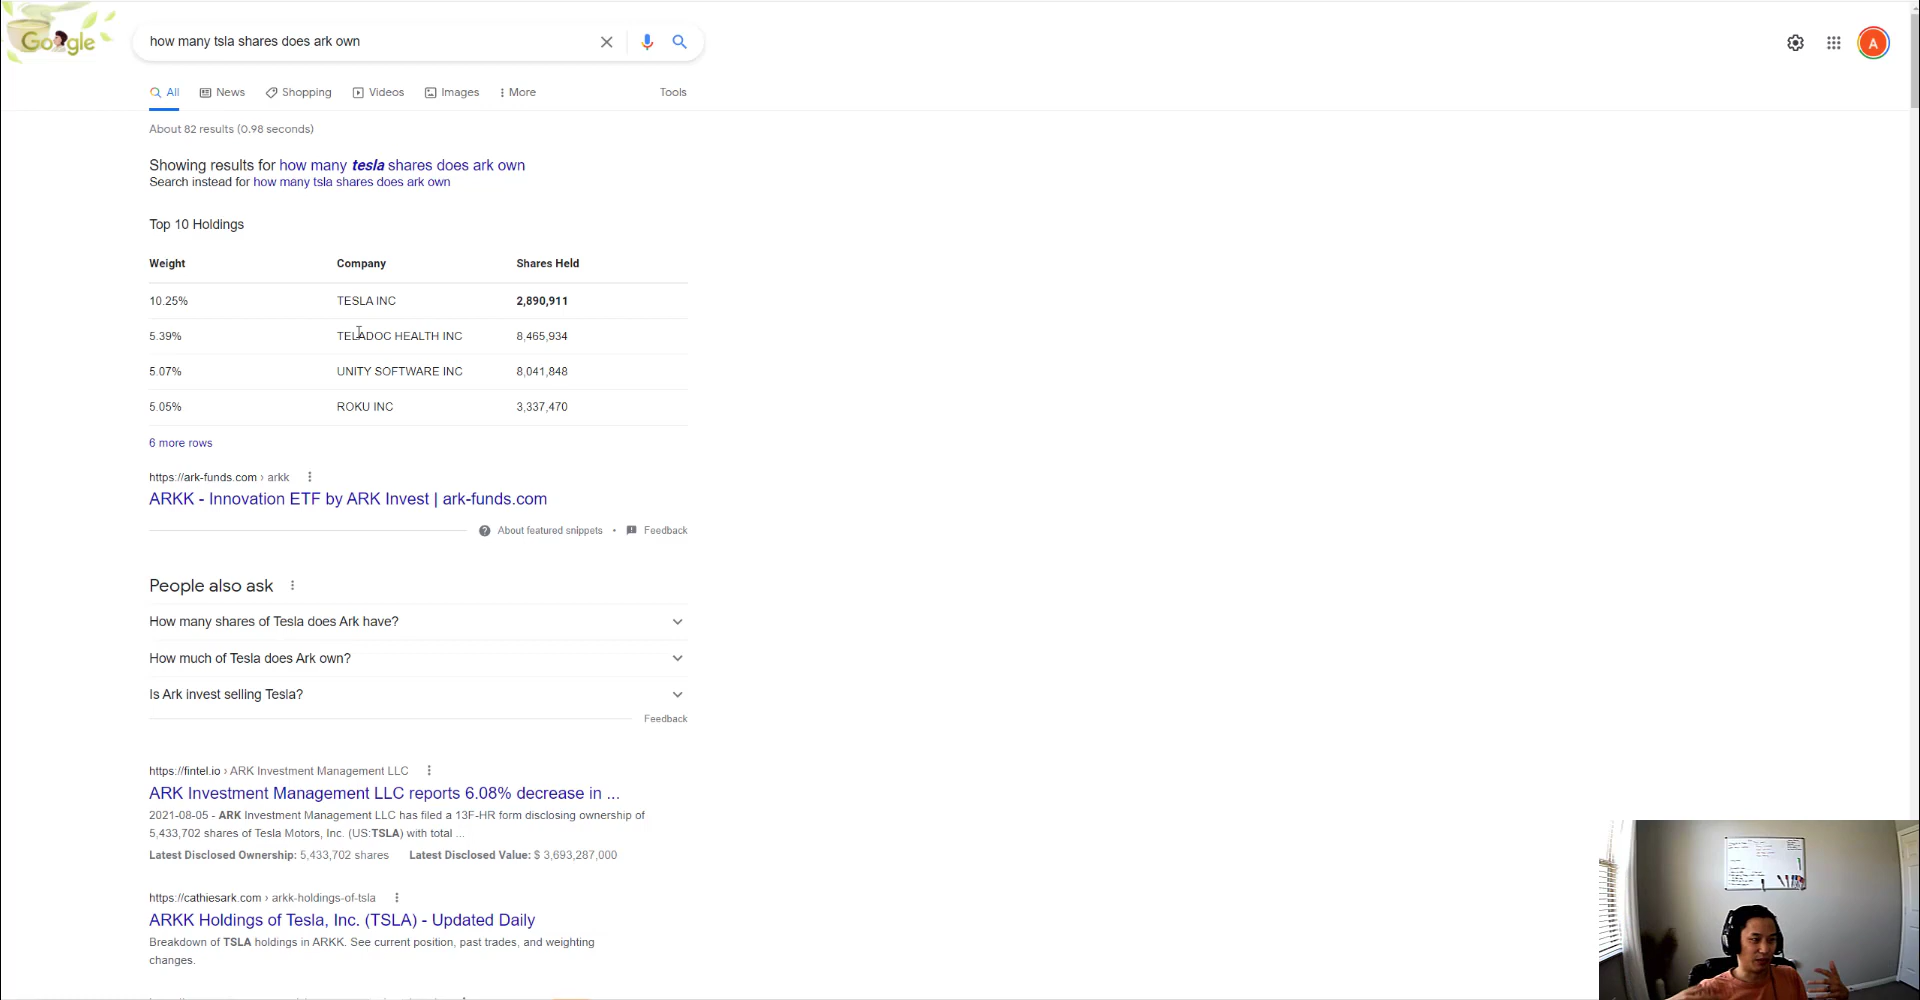 Google
how many tsla shares does ark own
A
All
News
Shopping
Videos
Images
More
Tools
About 82 results (0.98 seconds)
Showing results for how many tesla shares does ark own
Search instead for how many tsla shares does ark own
Top 10 Holdings
Weight Company Shares Held
10.25% TESLA INC 2,890,911
5.39% TELADOC HEALTH INC 8,465,934
5.07% UNITY SOFTWARE INC 8,041,848
5.05% ROKU INC 3,337,470
6 more rows
https://ark-funds.com › arkk
ARKK - Innovation ETF by ARK Invest | ark-funds.com
About featured snippets • Feedback
People also ask
How many shares of Tesla does Ark have?
How much of Tesla does Ark own?
Is Ark invest selling Tesla?
Feedback
https://fintel.io › ARK Investment Management LLC
ARK Investment Management LLC reports 6.08% decrease in ...
2021-08-05 - ARK Investment Management LLC has filed a 13F-HR form disclosing ownership of
5,433,702 shares of Tesla Motors, Inc. (US:TSLA) with total ...
Latest Disclosed Ownership: 5,433,702 shares Latest Disclosed Value: $ 3,693,287,000
https://cathiesark.com › arkk-holdings-of-tsla
ARKK Holdings of Tesla, Inc. (TSLA) - Updated Daily
Breakdown of TSLA holdings in ARKK. See current position, past trades, and weighting
changes.